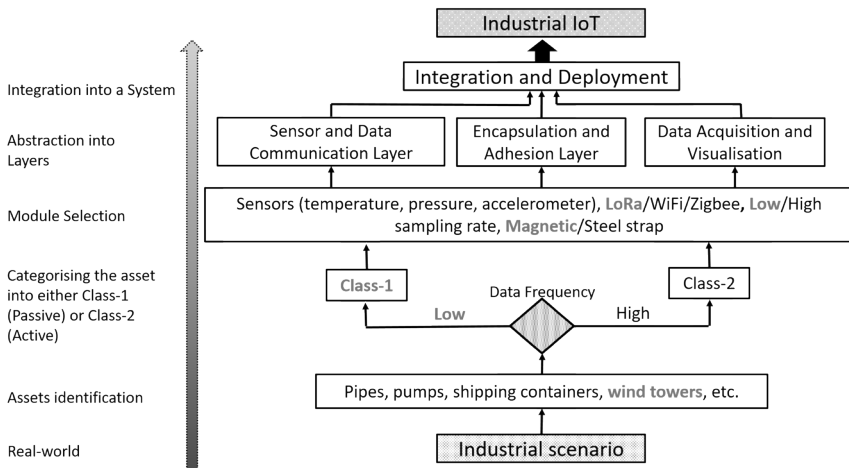 Industrial IoT
Integration into a System
Integration and Deployment
Abstraction into
Layers
Sensor and Data
Communication Layer
Encapsulation and
Adhesion Layer
Data Acquisition and
Visualisation
Module Selection
Sensors (temperature, pressure, accelerometer), LoRa/WiFi/Zigbee, Low/High
sampling rate, Magnetic/Steel strap
Categorising the asset
into either Class-1
(Passive) or Class-2
(Active)
Class-1
Data Frequency
Class-2
Low
High
Assets identification
Pipes, pumps, shipping containers, wind towers, etc.
Real-world
Industrial scenario